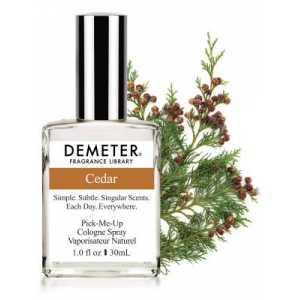 DEMETER®
FRAGRANCE LIBRARY
Cedar
Simple. Subtle. Singular Scents.
Each Day. Everywhere.
Pick-Me-Up
Cologne Spray
Vaporisateur Naturel
1.0 fl oz ❚ 30mL